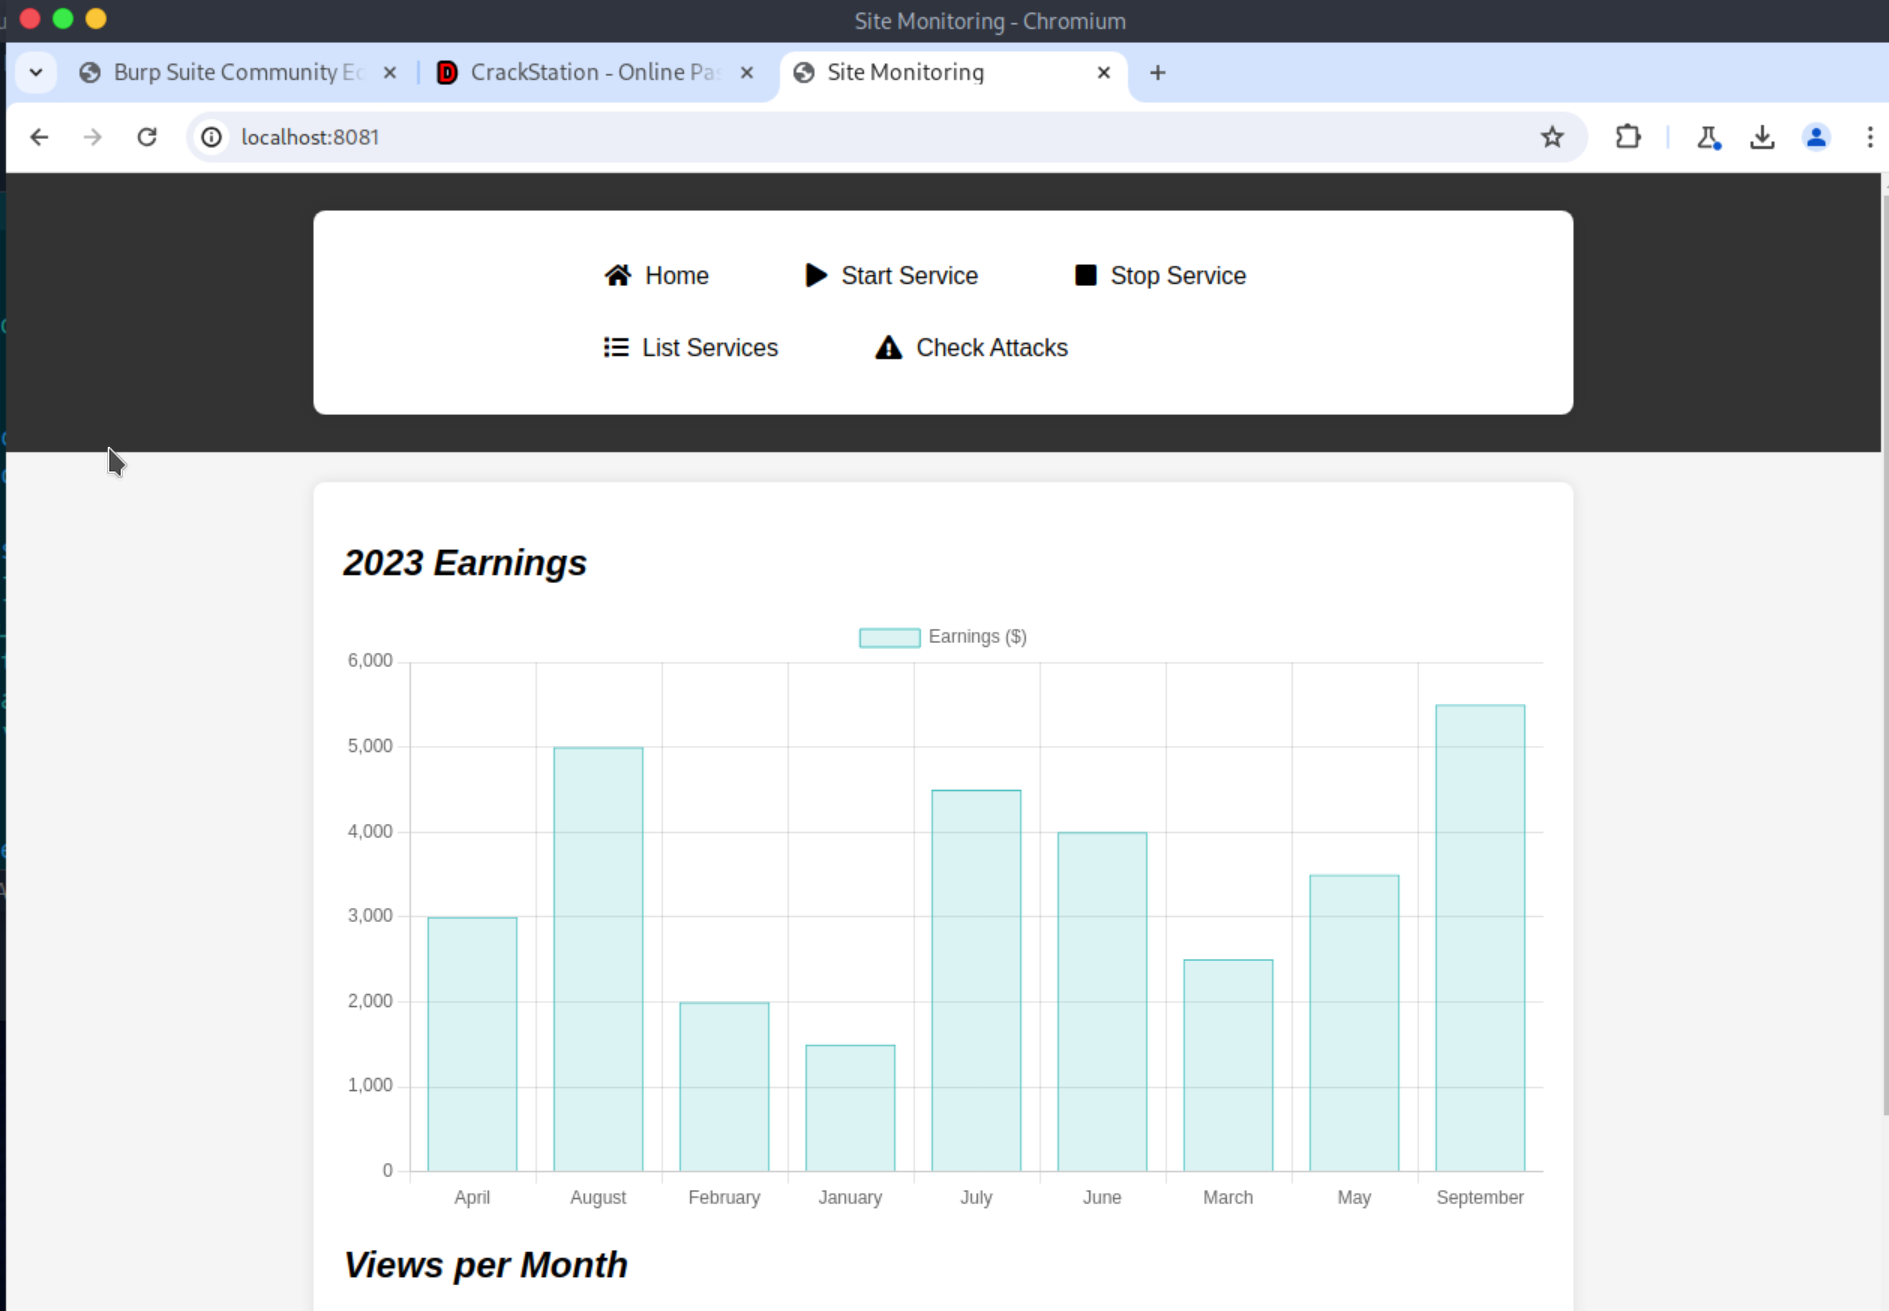 Site Monitoring - Chromium
Burp Suite Community Ed
CrackStation - Online Pas
Site Monitoring
localhost:8081
Home Start Service Stop Service
List Services Check Attacks
2023 Earnings
Earnings ($)
6,000
5,000
4,000
3,000
2,000
1,000
0
April August February January July June March May September
Views per Month